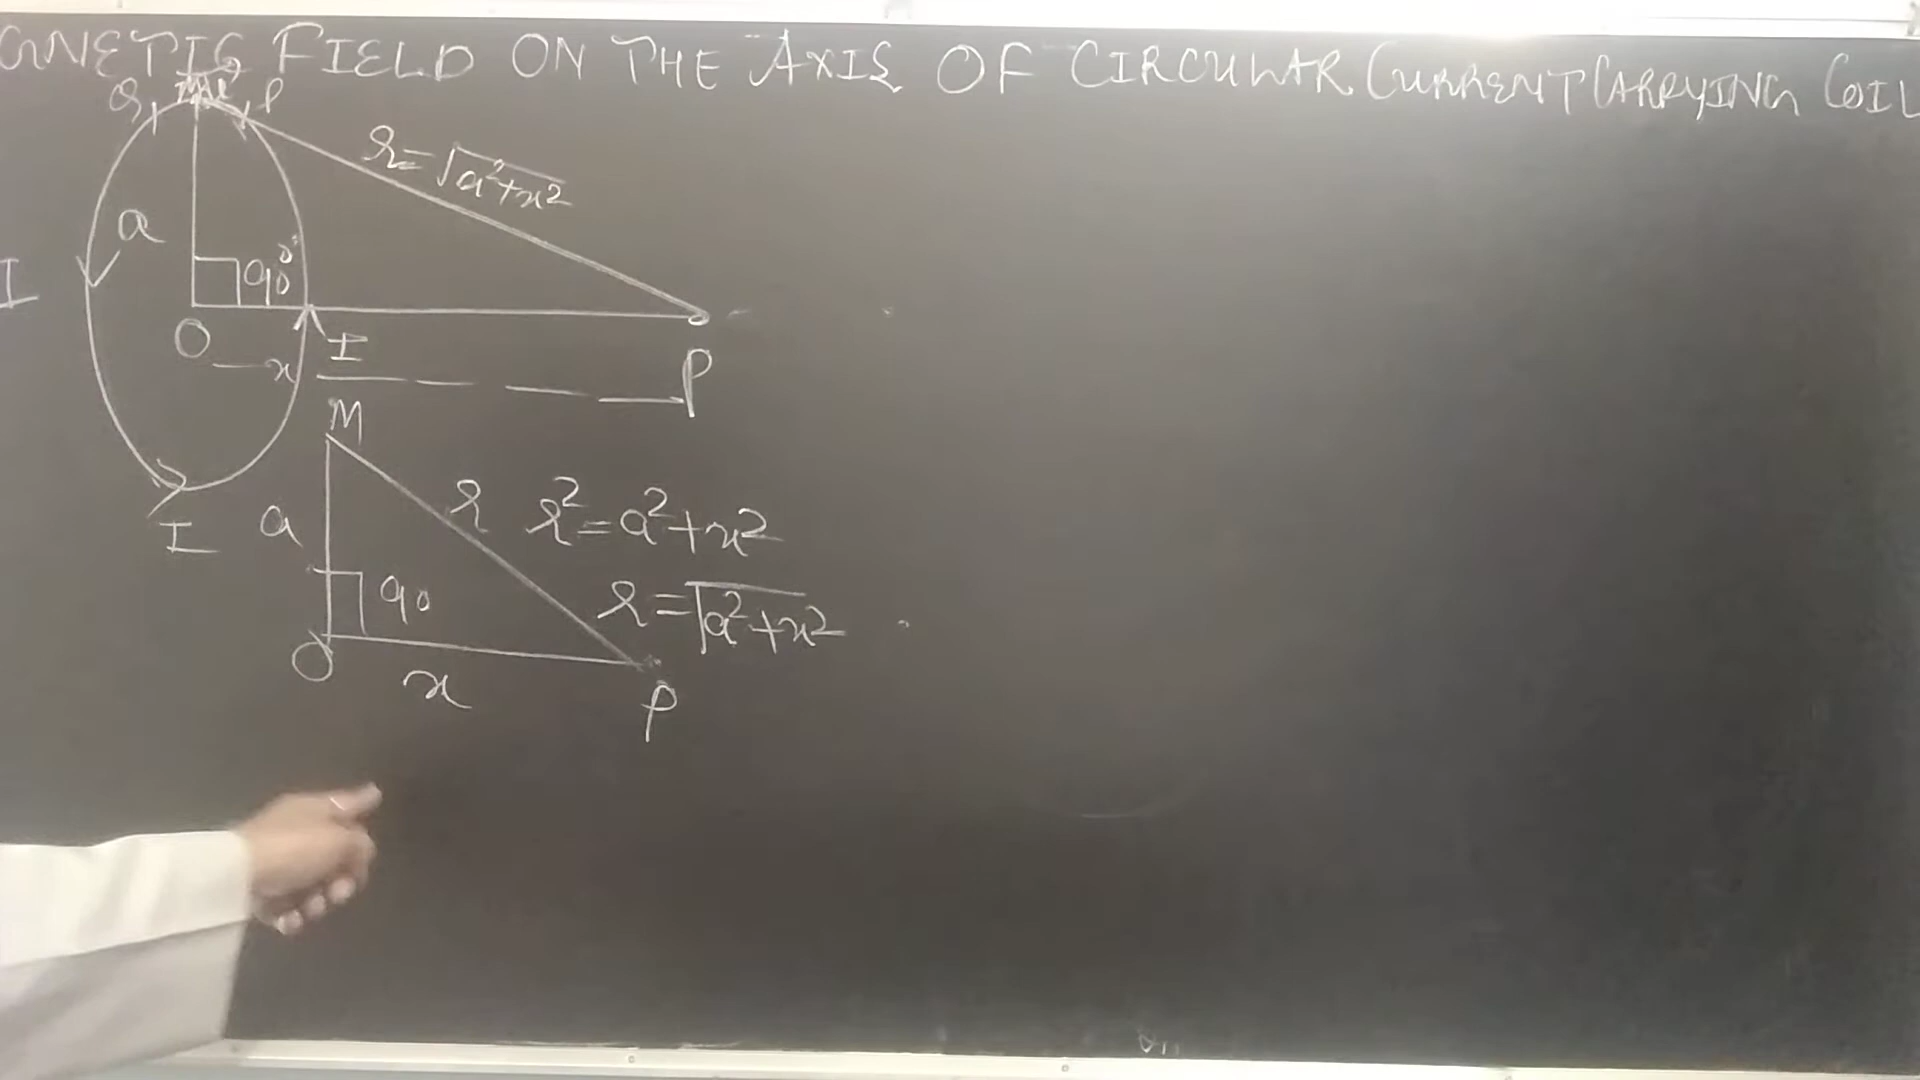 GNETIC FIELD ON THE AXIS OF CIRCULAR CURRENT CARRYING COIL
Q M P
r=√a²+x²
a
I
90°
O
x
I
P
M
I
a
r
r²=a²+x²
90
r=√a²+x²
O
x
P